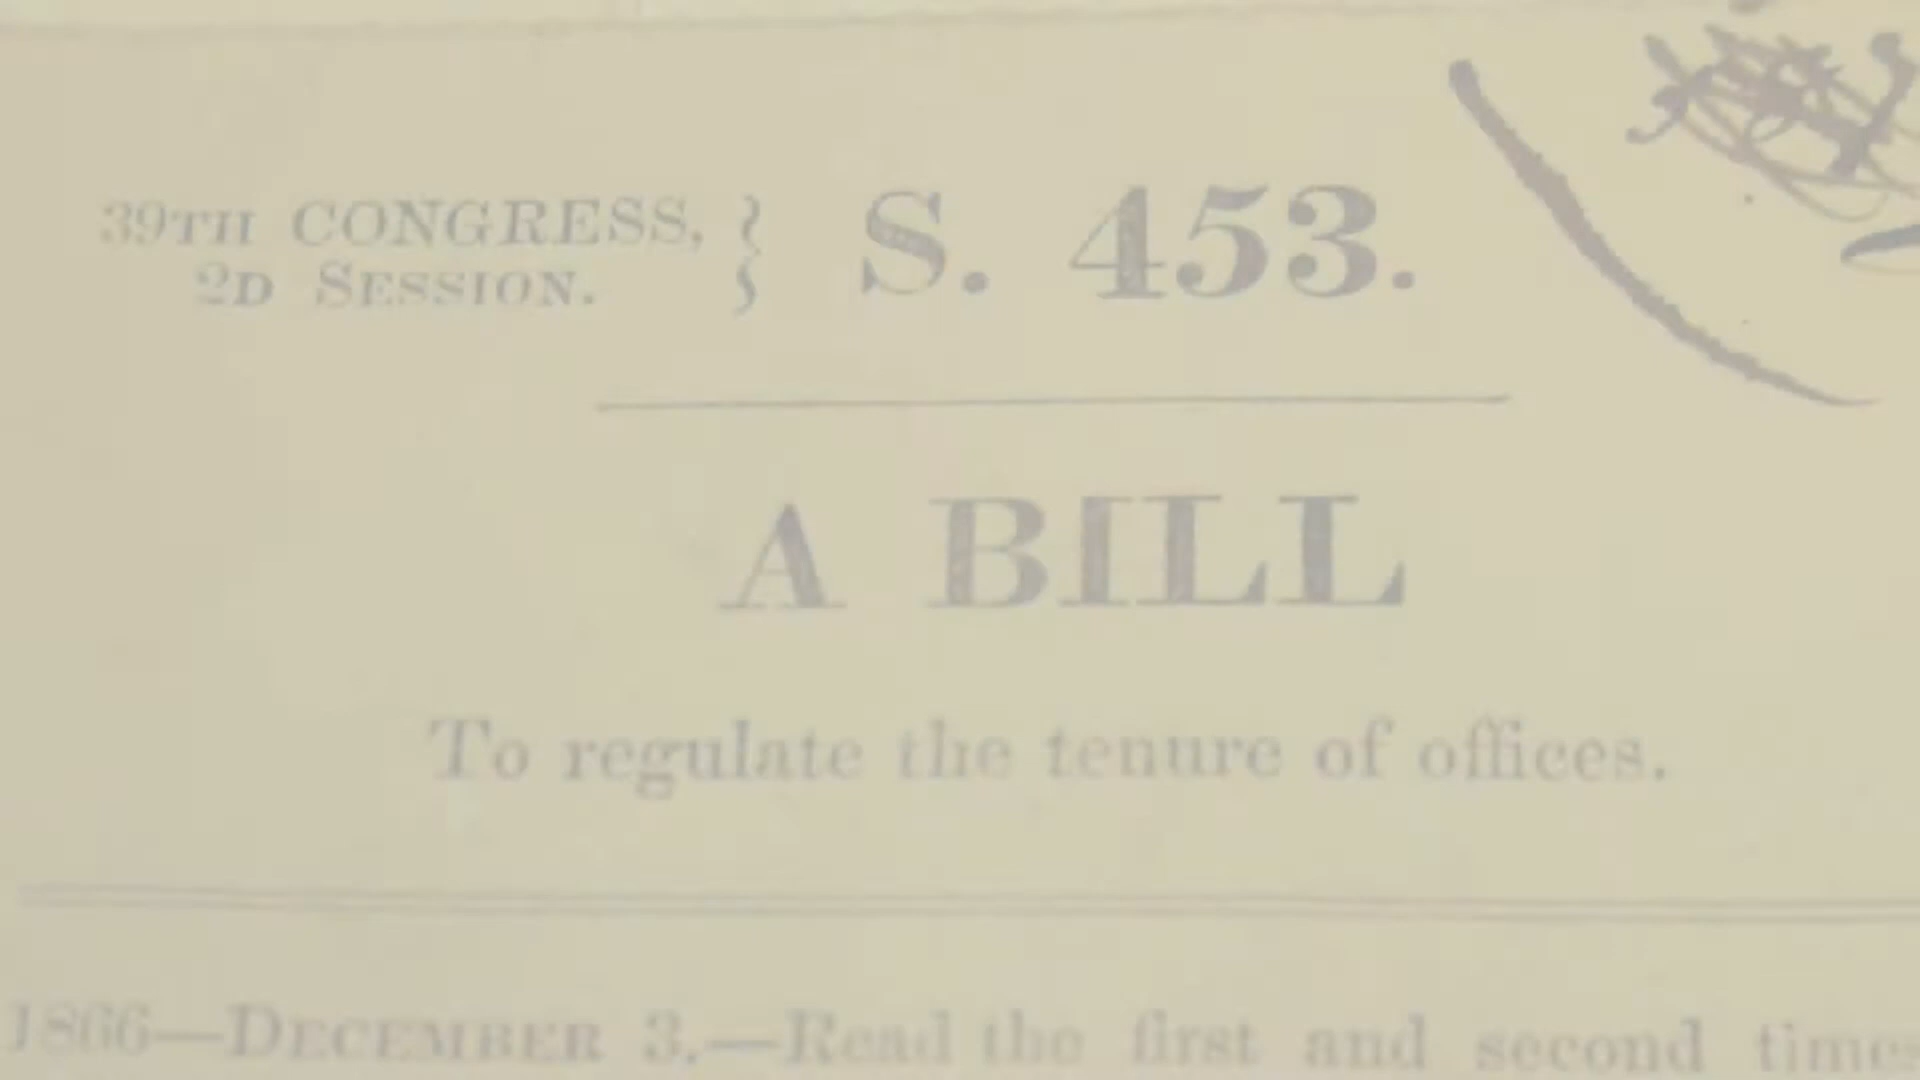 39TH CONGRESS,
2D SESSION.
S. 453.
A BILL
To regulate the tenure of offices.
1866—DECEMBER 3.—Read the first and second times